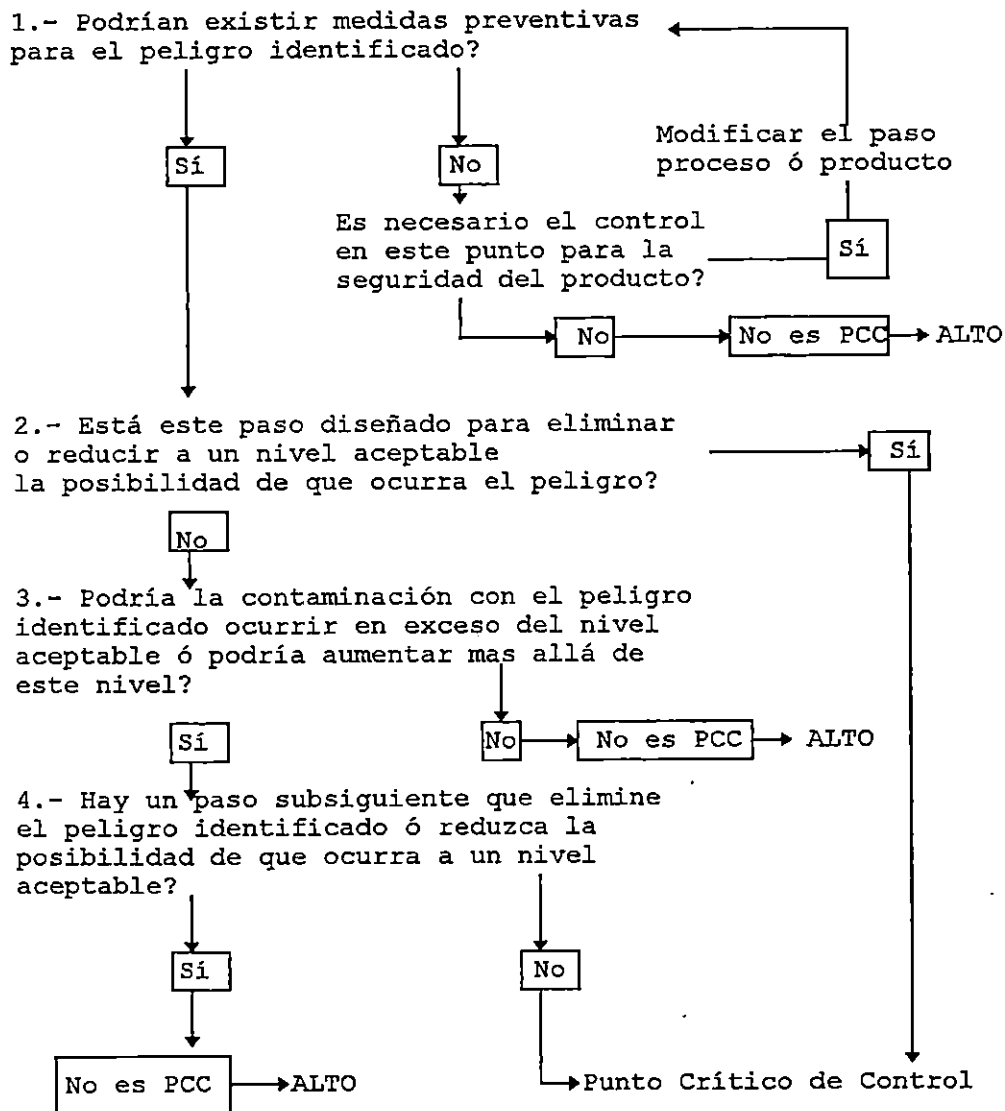 1.- Podrían existir medidas preventivas
para el peligro identificado?
Modificar el paso
proceso ó producto
Sí
No
Es necesario el control
en este punto para la
seguridad del producto?
Sí
No
No es PCC
ALTO
2.- Está este paso diseñado para eliminar
o reducir a un nivel aceptable
la posibilidad de que ocurra el peligro?
Sí
No
3.- Podría la contaminación con el peligro
identificado ocurrir en exceso del nivel
aceptable ó podría aumentar mas allá de
este nivel?
Sí
No
No es PCC
ALTO
4.- Hay un paso subsiguiente que elimine
el peligro identificado ó reduzca la
posibilidad de que ocurra a un nivel
aceptable?
Sí
No
No es PCC
ALTO
Punto Crítico de Control